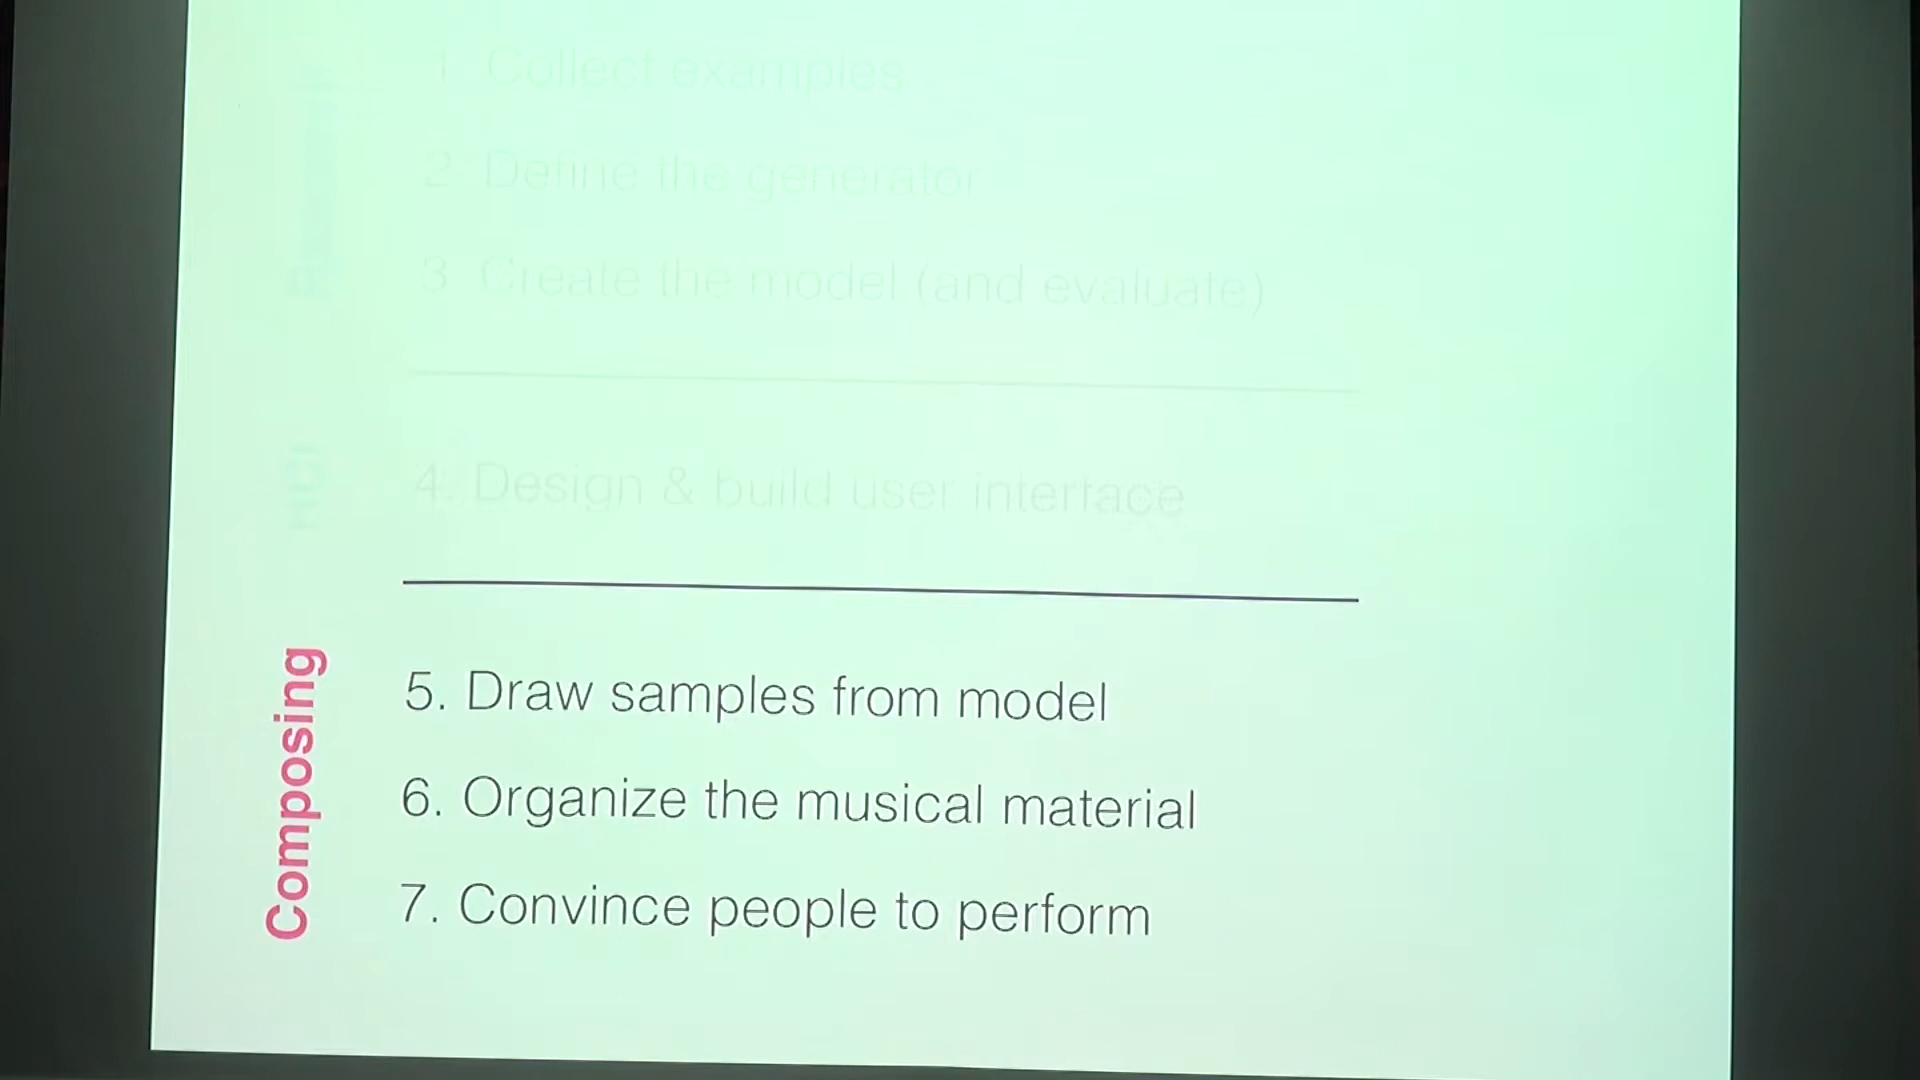 1. Collect examples
2. Define the generator
3. Create the model (and evaluate)
HCI
4. Design & build user interface
Composing
5. Draw samples from model
6. Organize the musical material
7. Convince people to perform